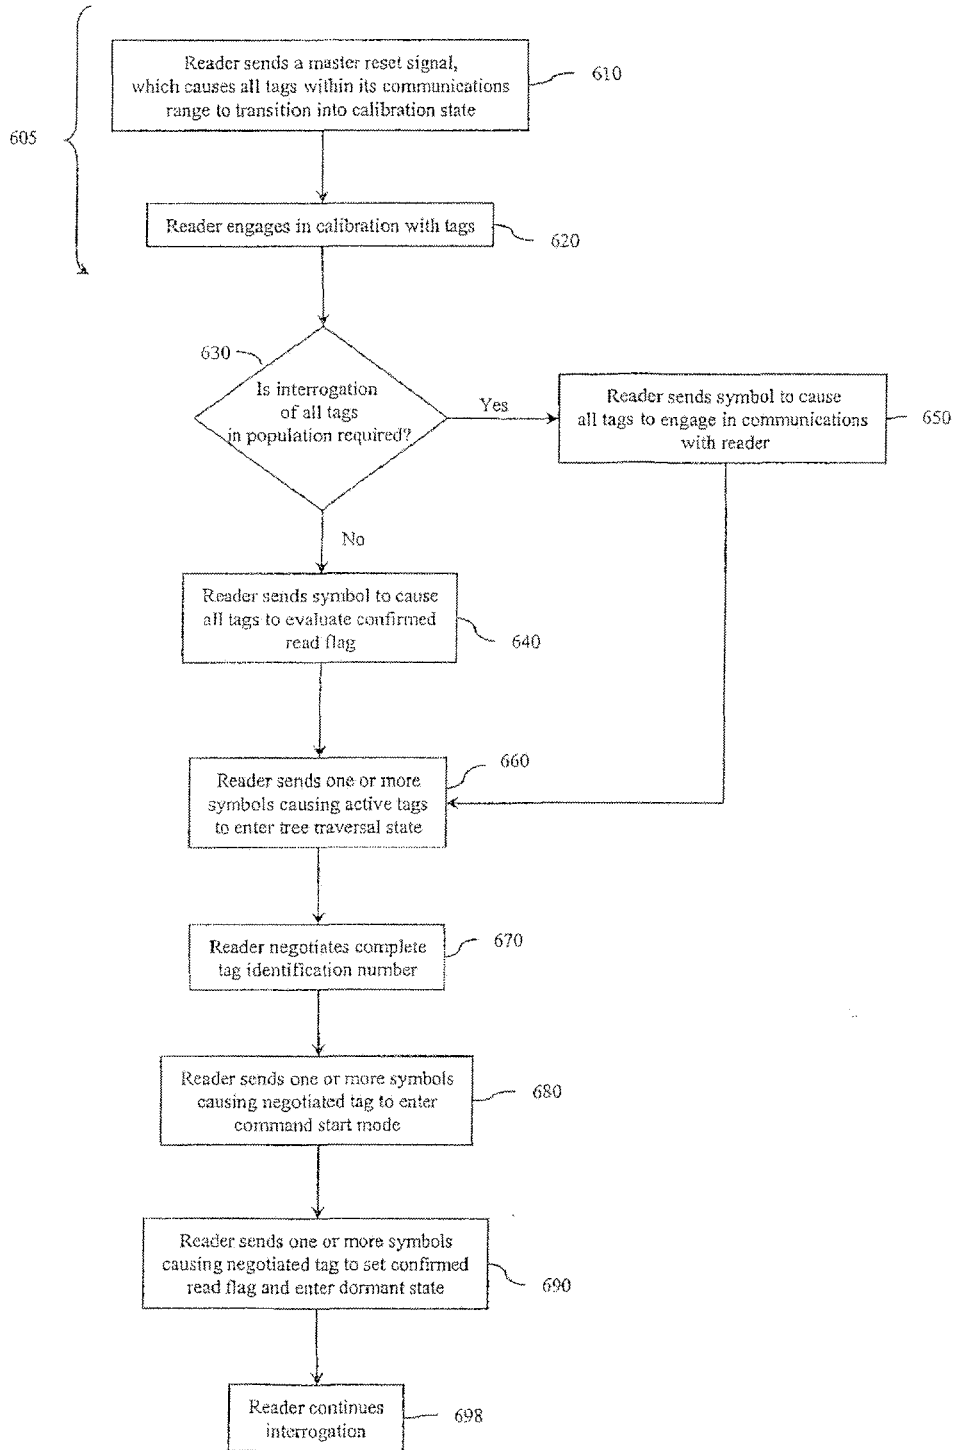 Reader sends a master reset signal,
which causes all tags within its communications
range to transition into calibration state
610
605
Reader engages in calibration with tags
620
630
Is interrogation
of all tags
in population required?
Yes
Reader sends symbol to cause
all tags to engage in communications
with reader
650
No
Reader sends symbol to cause
all tags to evaluate confirmed
read flag
640
Reader sends one or more
symbols causing active tags
to enter tree traversal state
660
Reader negotiates complete
tag identification number
670
Reader sends one or more symbols
causing negotiated tag to enter
command start mode
680
Reader sends one or more symbols
causing negotiated tag to set confirmed
read flag and enter dormant state
690
Reader continues
interrogation
698